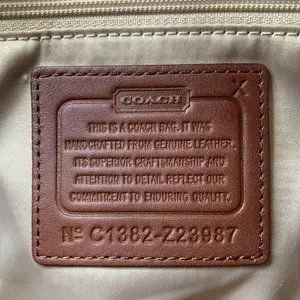 COACH
X
THIS IS A COACH BAG. IT WAS
HANDCRAFTED FROM GENUINE LEATHER.
ITS SUPERIOR CRAFTSMANSHIP AND
ATTENTION TO DETAIL REFLECT OUR
COMMITMENT TO ENDURING QUALITY.
Nº C1382-Z23987